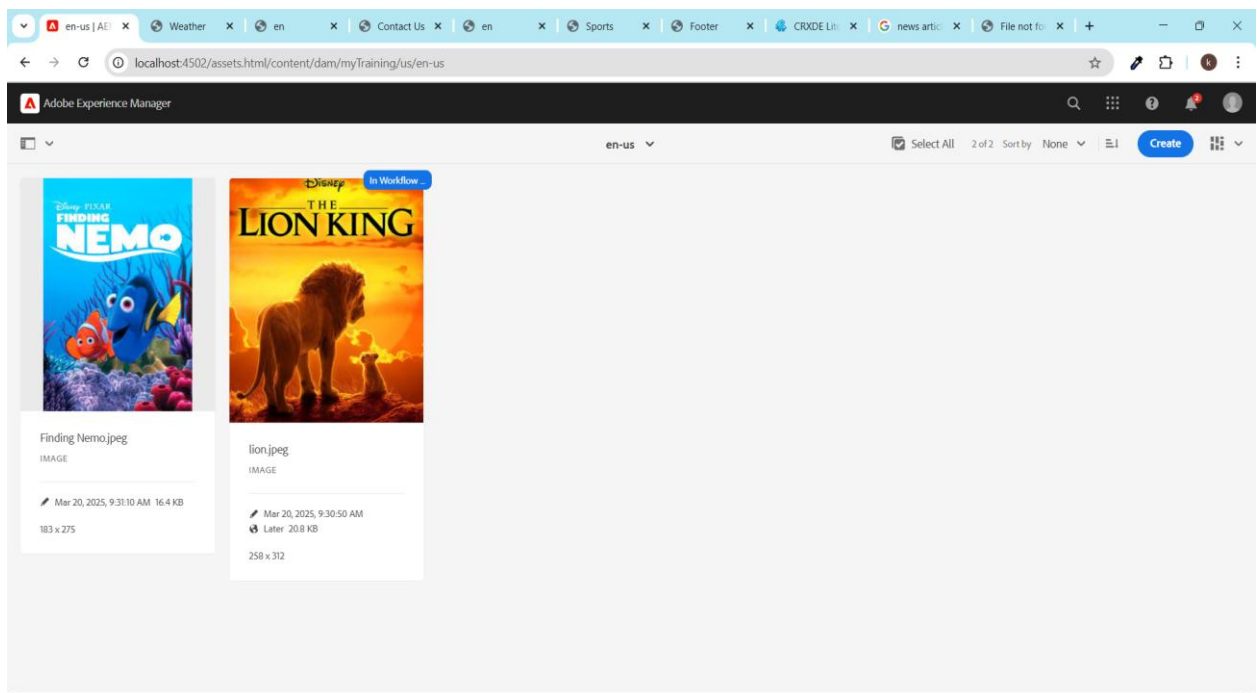 en-us | AE
Weather
en
Contact Us
en
Sports
Footer
CRXDE Lit
news artic
File not fo
localhost:4502/assets.html/content/dam/myTraining/us/en-us
k
Adobe Experience Manager
2
en-us
Select All
2 of 2
Sort by
None
Create
Disney·PIXAR
FINDING
NEMO
Finding Nemo.jpeg
IMAGE
Mar 20, 2025, 9:31:10 AM 16.4 KB
183 x 275
In Workflow ...
Disney
THE
LION KING
lion.jpeg
IMAGE
Mar 20, 2025, 9:30:50 AM
Later 20.8 KB
258 x 312